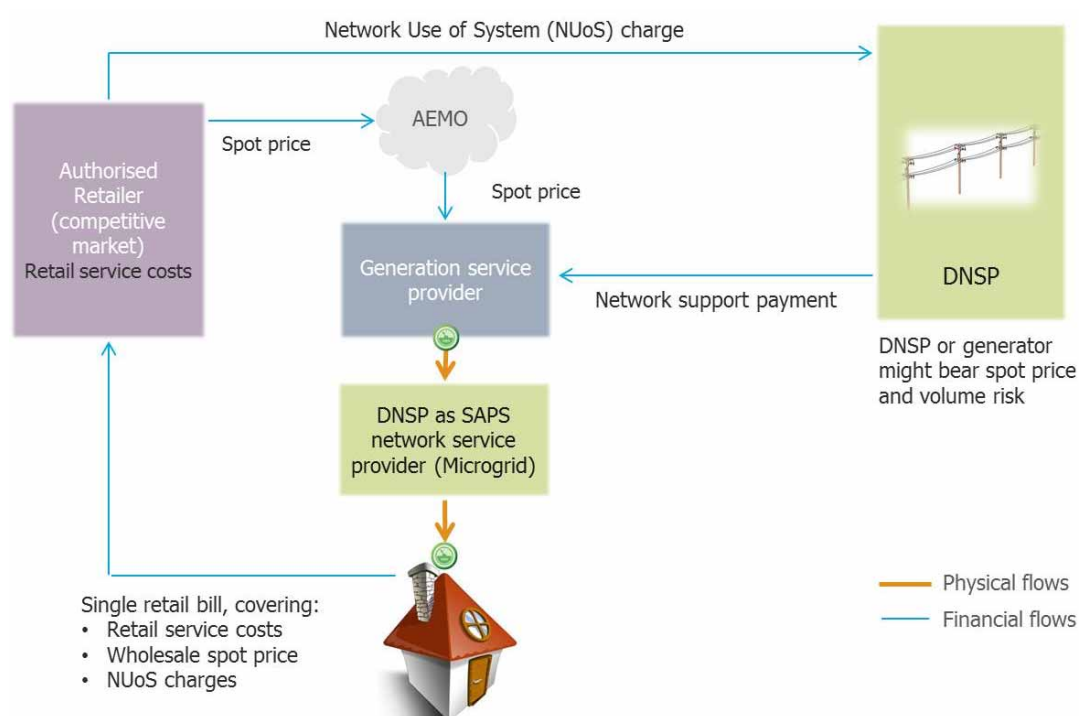 Network Use of System (NUoS) charge
AEMO
Spot price
Spot price
Authorised
Retailer
(competitive
market)
Retail service costs
Generation service
provider
Network support payment
DNSP
DNSP or generator
might bear spot price
and volume risk
DNSP as SAPS
network service
provider (Microgrid)
Single retail bill, covering:
• Retail service costs
• Wholesale spot price
• NUoS charges
Physical flows
Financial flows